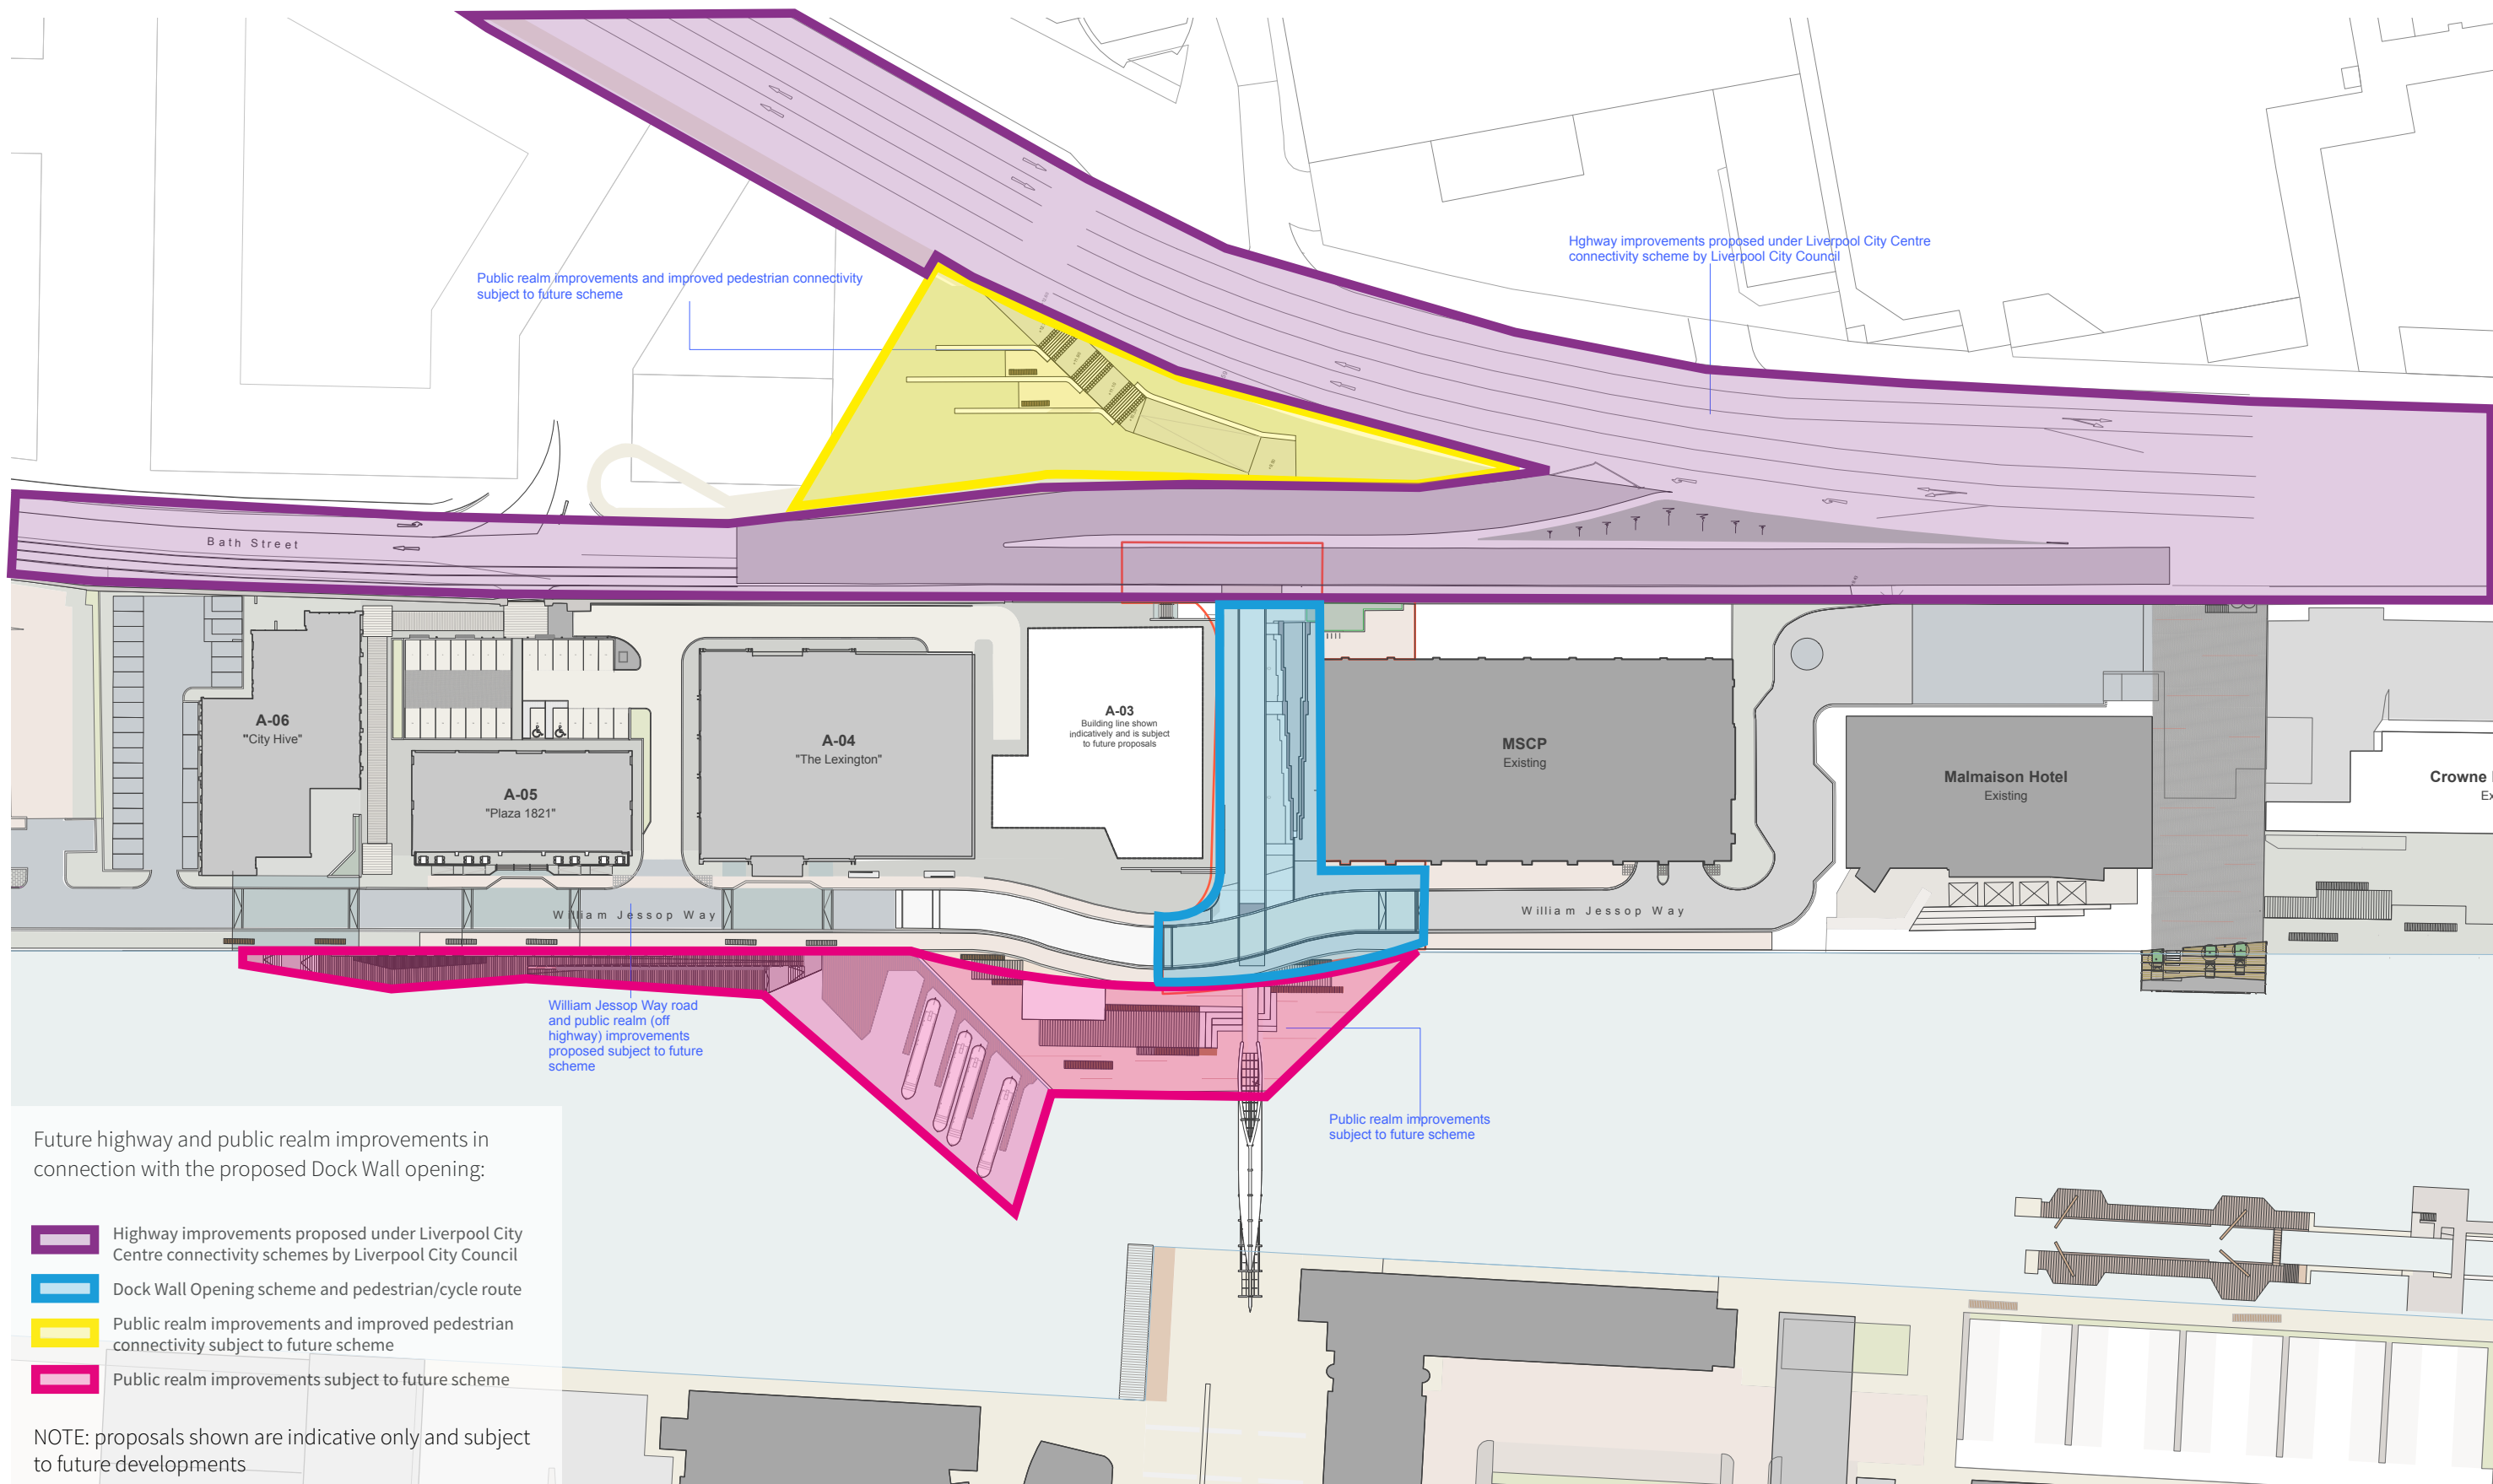 Hghway improvements proposed under Liverpool City Centre
connectivity scheme by Liverpool City Council
Public realm improvements and improved pedestrian connectivity
subject to future scheme
Bath Street
A-06
"City Hive"
A-05
"Plaza 1821"
A-04
"The Lexington"
A-03
Building line shown
indicatively and is subject
to future proposals
MSCP
Existing
Malmaison Hotel
Existing
Crowne
Ex
William Jessop Way
William Jessop Way
William Jessop Way road
and public realm (off
highway) improvements
proposed subject to future
scheme
Public realm improvements
subject to future scheme
Future highway and public realm improvements in
connection with the proposed Dock Wall opening:
Highway improvements proposed under Liverpool City
Centre connectivity schemes by Liverpool City Council
Dock Wall Opening scheme and pedestrian/cycle route
Public realm improvements and improved pedestrian
connectivity subject to future scheme
Public realm improvements subject to future scheme
NOTE: proposals shown are indicative only and subject
to future developments